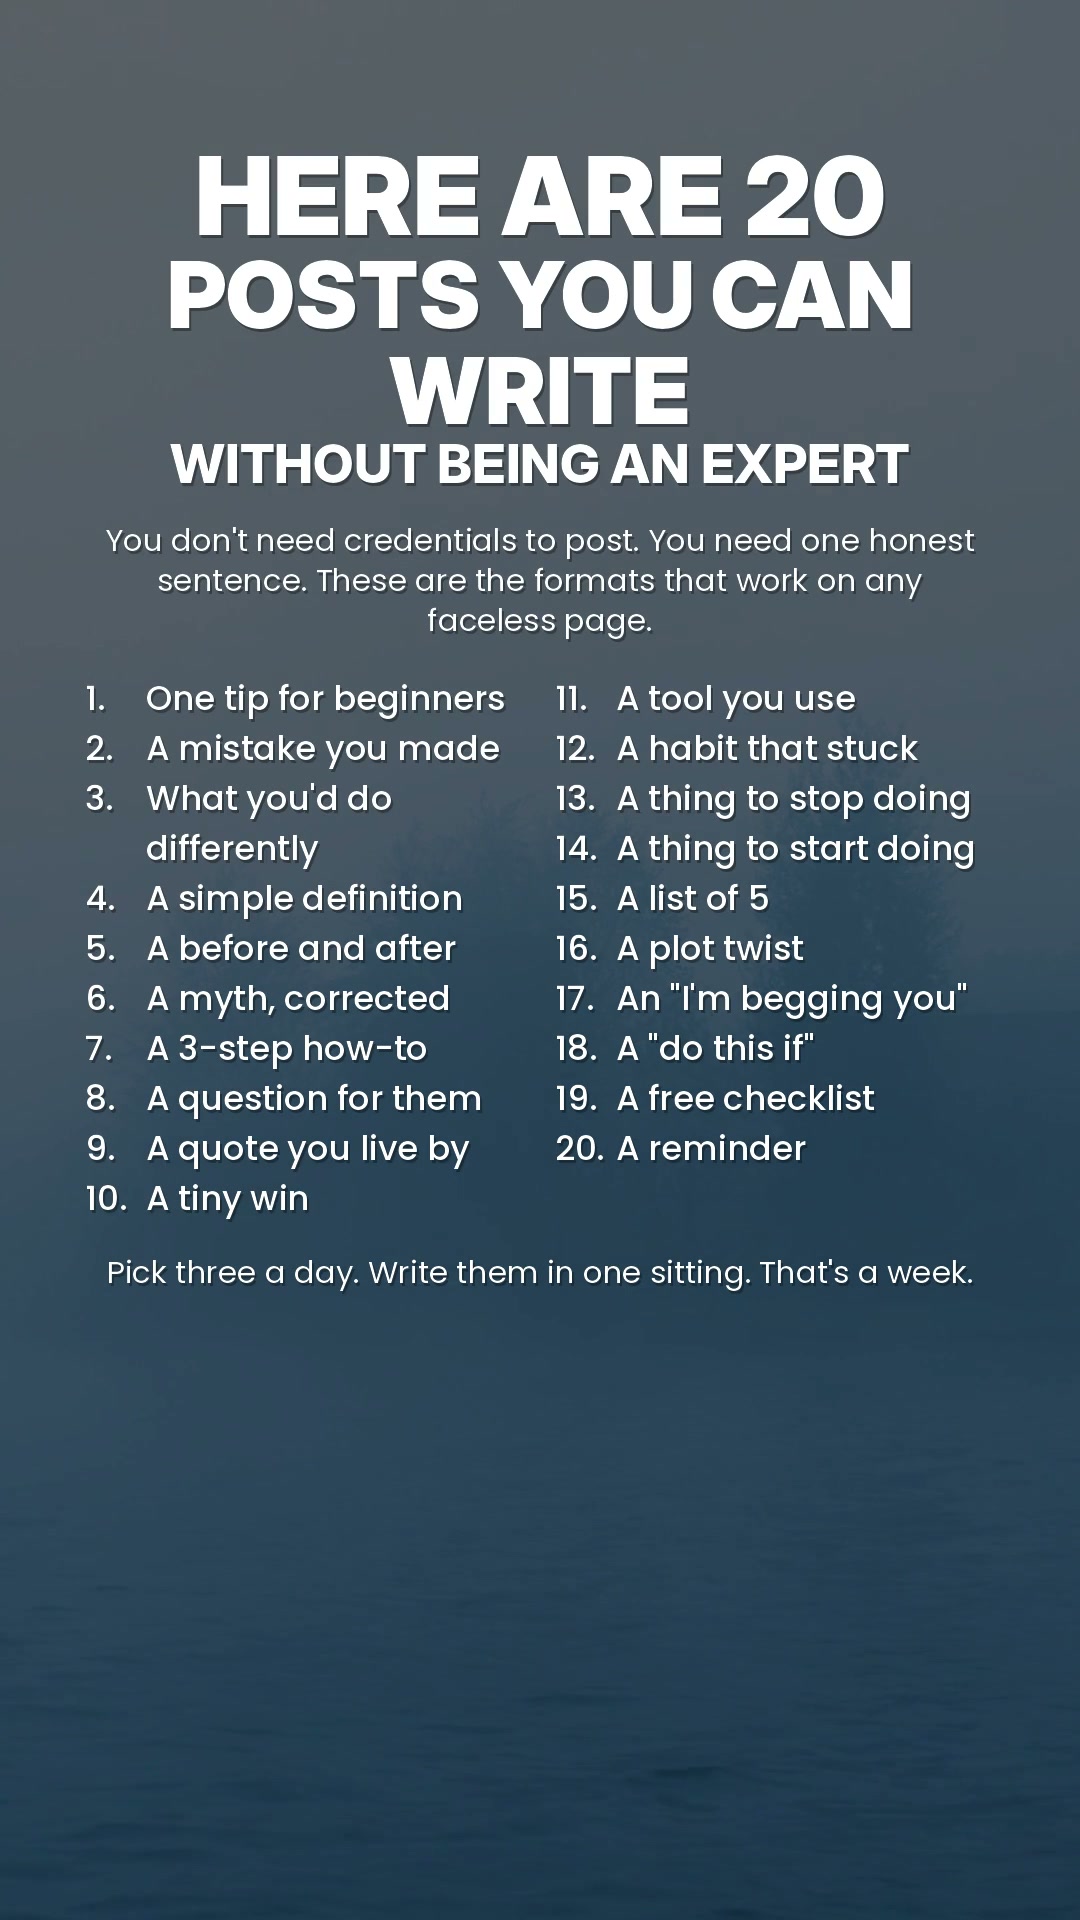 HERE ARE 20
POSTS YOU CAN
WRITE
WITHOUT BEING AN EXPERT
You don't need credentials to post. You need one honest
sentence. These are the formats that work on any
faceless page.
1. One tip for beginners
2. A mistake you made
3. What you'd do
differently
4. A simple definition
5. A before and after
6. A myth, corrected
7. A 3-step how-to
8. A question for them
9. A quote you live by
10. A tiny win
11. A tool you use
12. A habit that stuck
13. A thing to stop doing
14. A thing to start doing
15. A list of 5
16. A plot twist
17. An "I'm begging you"
18. A "do this if"
19. A free checklist
20. A reminder
Pick three a day. Write them in one sitting. That's a week.